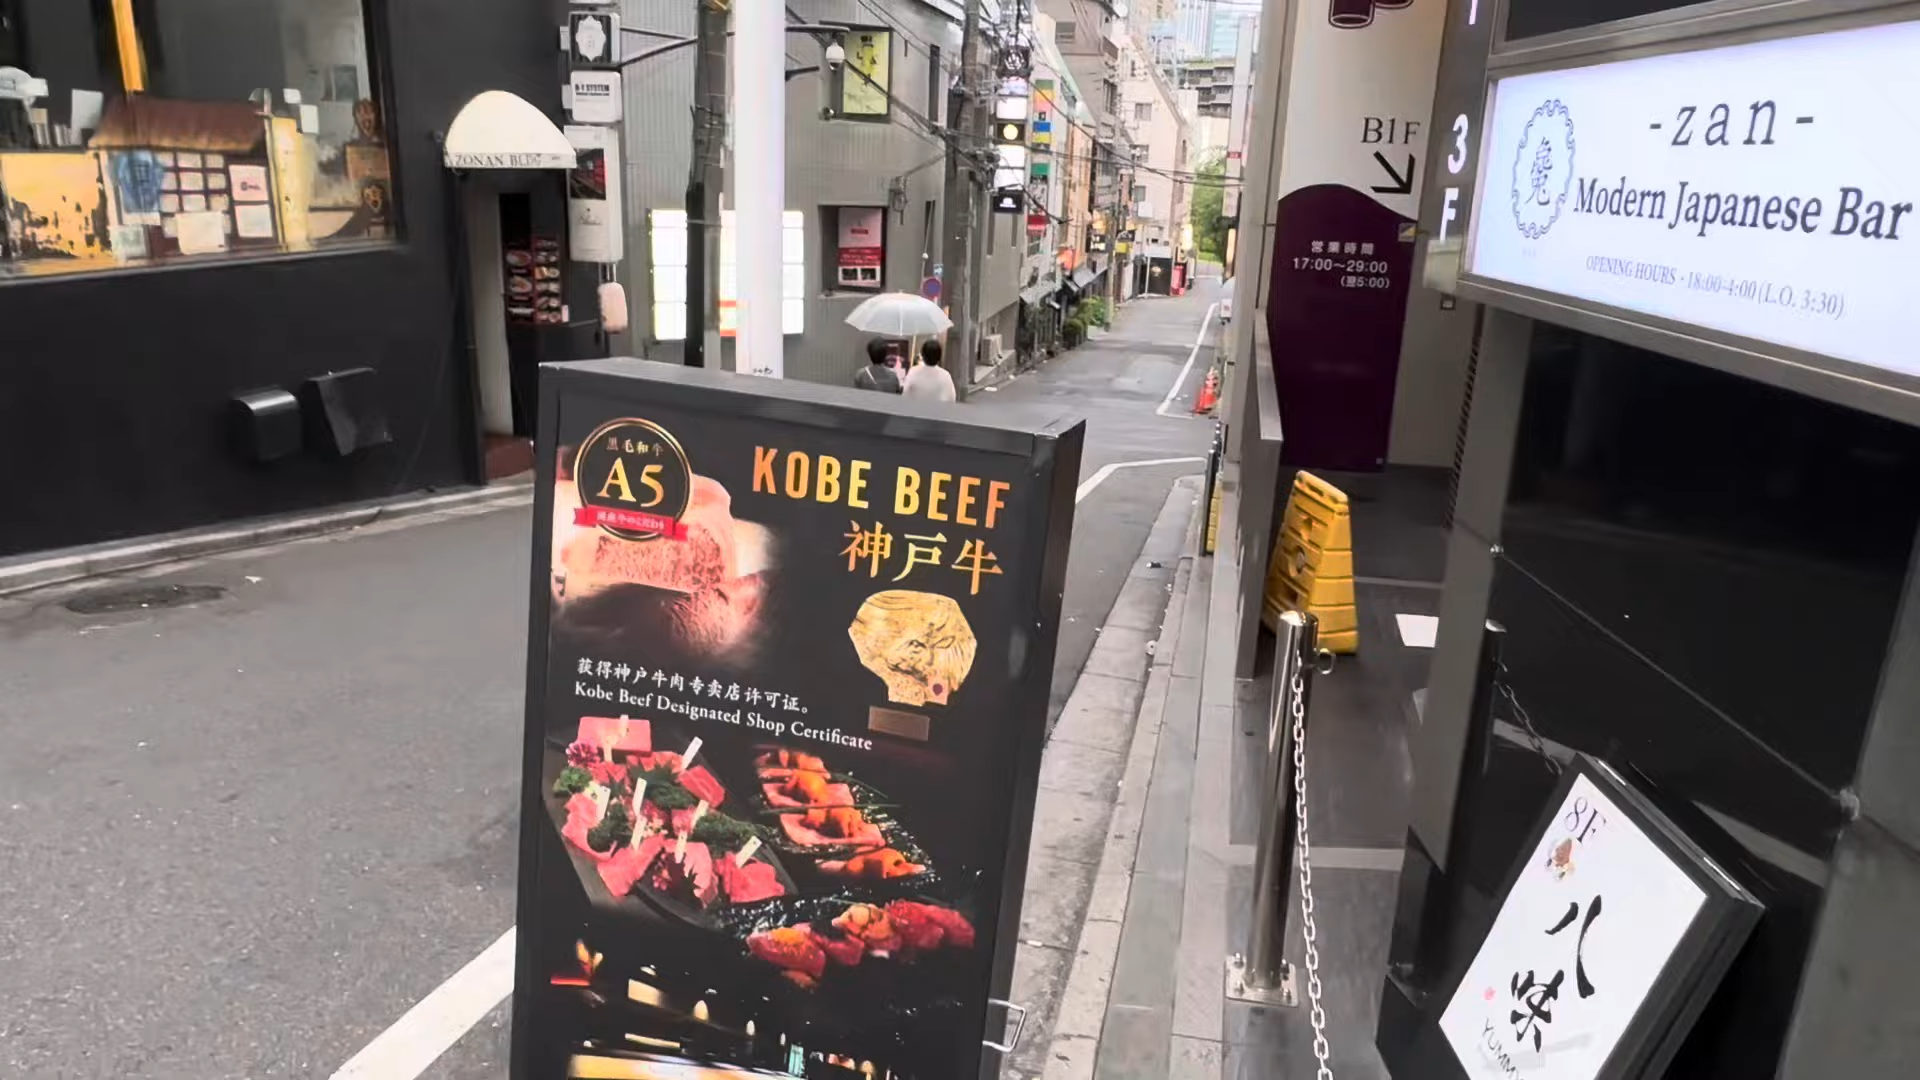 ZONAN BLDG
黒毛和牛
A5
KOBE BEEF
神戸牛
获得神户牛肉专卖店许可证。
Kobe Beef Designated Shop Certificate
B1F
営業時間
17:00〜29:00
(翌5:00)
3F
-zan-
Modern Japanese Bar
OPENING HOURS・18:00-4:00 (L.O. 3:30)
8F
八味